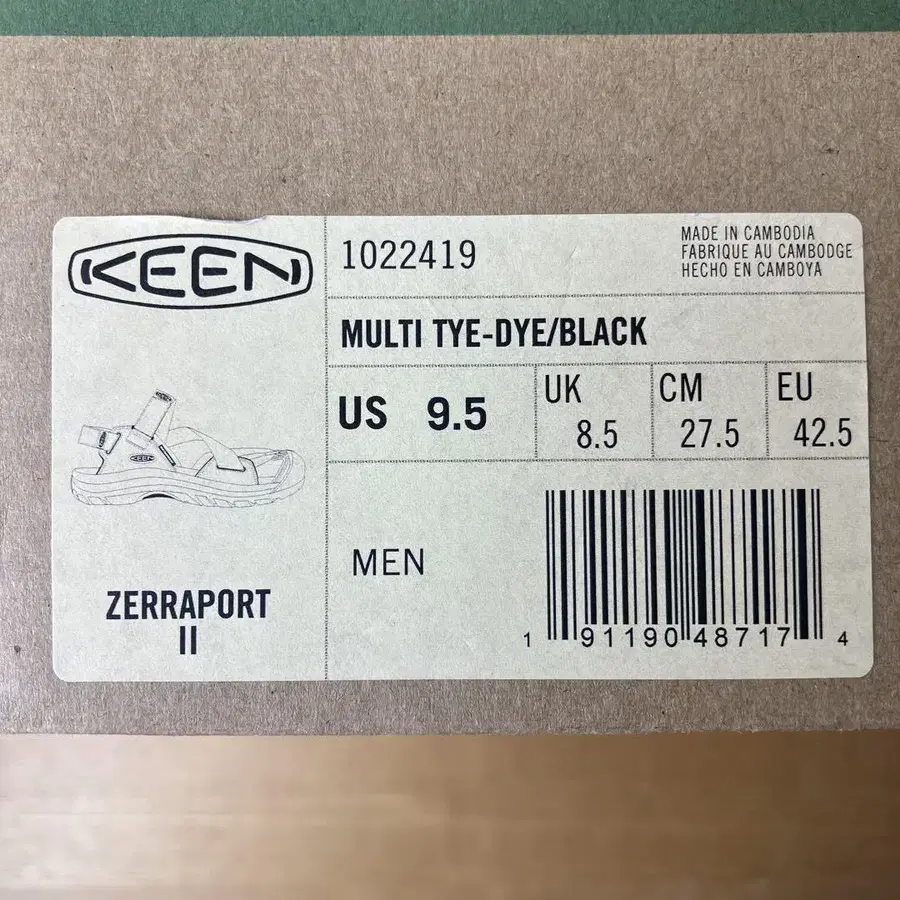 KEEN
1022419
MADE IN CAMBODIA
FABRIQUE AU CAMBODGE
HECHO EN CAMBOYA
MULTI TYE-DYE/BLACK
US 9.5
UK 8.5
CM 27.5
EU 42.5
KEEN
ZERRAPORT
II
MEN
1 91190 48717 4